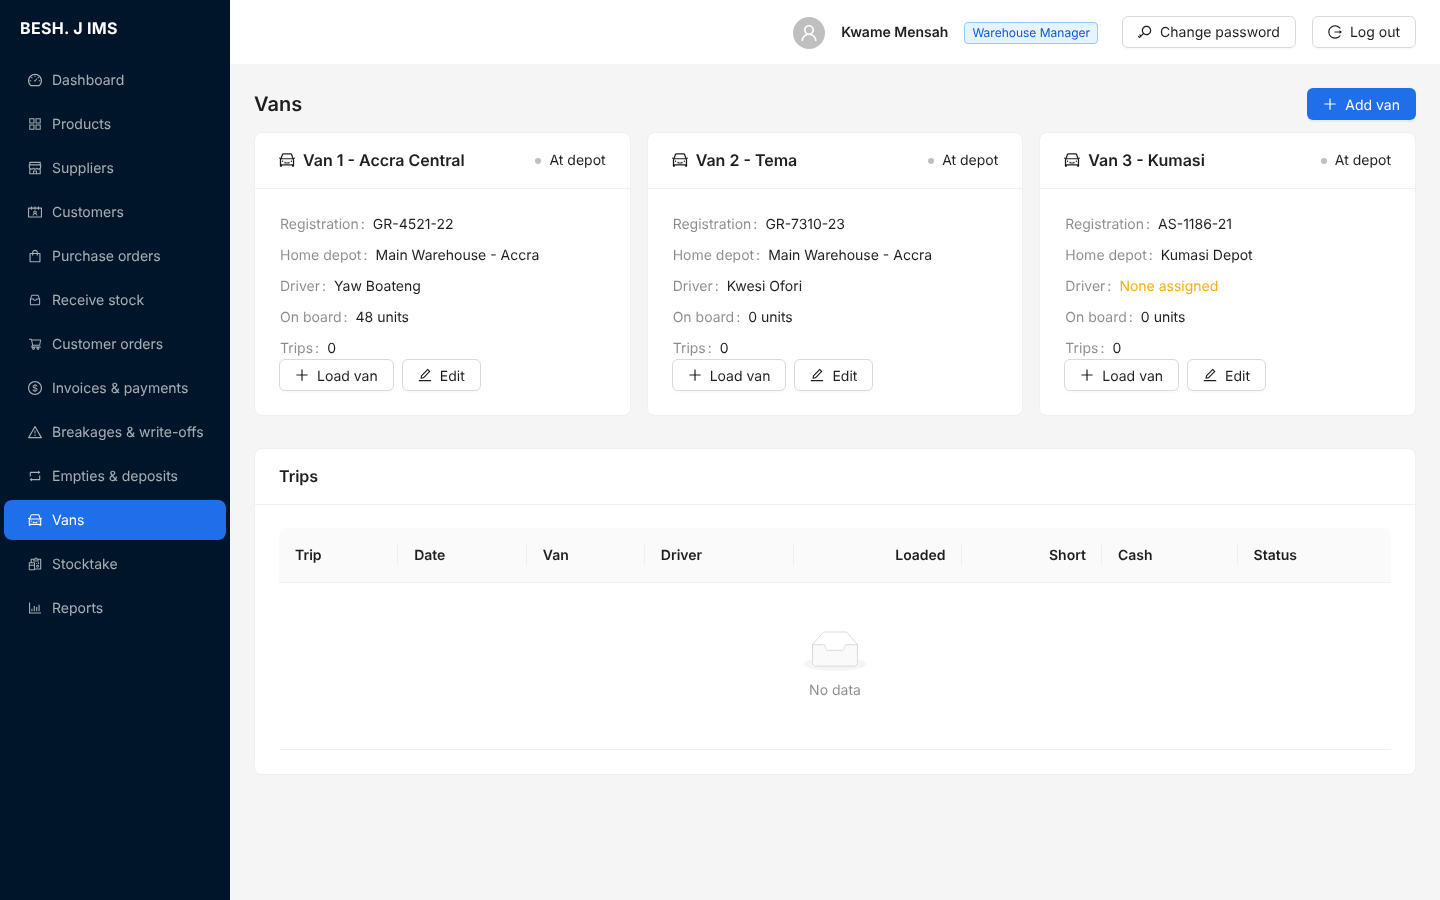 BESH. J IMS
Dashboard
Products
Suppliers
Customers
Purchase orders
Receive stock
Customer orders
Invoices & payments
Breakages & write-offs
Empties & deposits
Vans
Stocktake
Reports
Kwame Mensah Warehouse Manager Change password Log out
Vans Add van
Van 1 - Accra Central At depot
Registration: GR-4521-22
Home depot: Main Warehouse - Accra
Driver: Yaw Boateng
On board: 48 units
Trips: 0
Load van Edit
Van 2 - Tema At depot
Registration: GR-7310-23
Home depot: Main Warehouse - Accra
Driver: Kwesi Ofori
On board: 0 units
Trips: 0
Load van Edit
Van 3 - Kumasi At depot
Registration: AS-1186-21
Home depot: Kumasi Depot
Driver: None assigned
On board: 0 units
Trips: 0
Load van Edit
Trips
Trip Date Van Driver Loaded Short Cash Status
No data